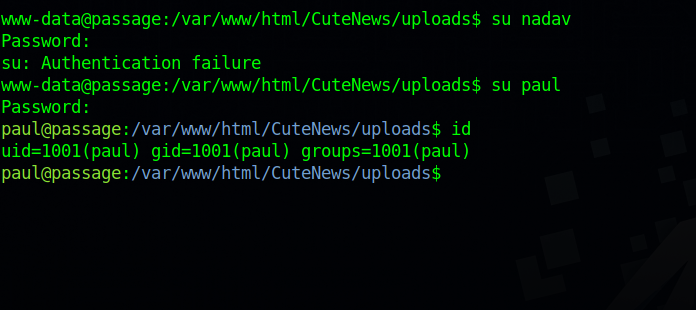 www-data@passage:/var/www/html/CuteNews/uploads$ su nadav
Password:
su: Authentication failure
www-data@passage:/var/www/html/CuteNews/uploads$ su paul
Password:
paul@passage:/var/www/html/CuteNews/uploads$ id
uid=1001(paul) gid=1001(paul) groups=1001(paul)
paul@passage:/var/www/html/CuteNews/uploads$